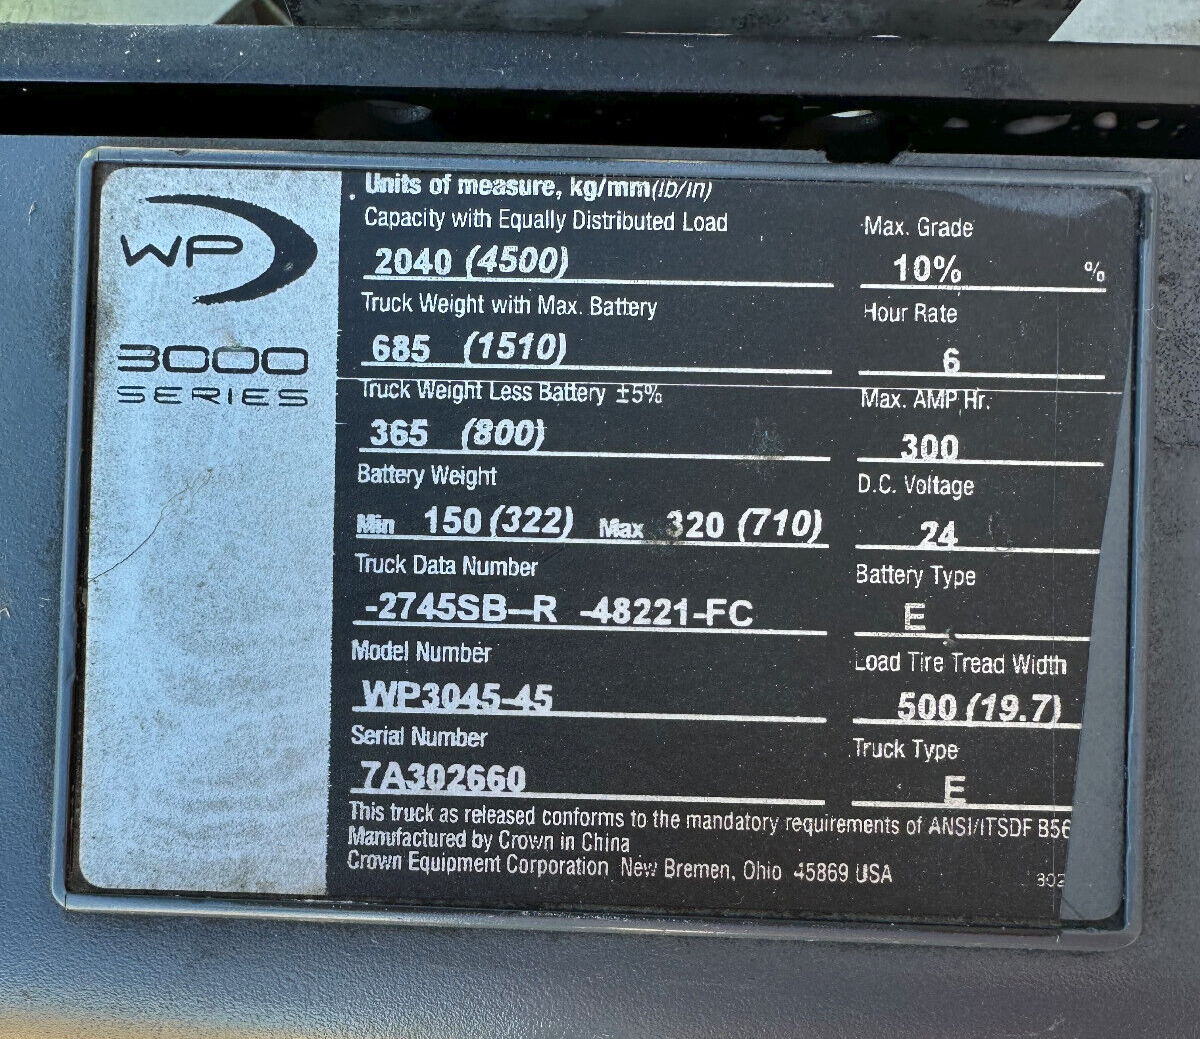 WP
3000
SERIES
Units of measure, kg/mm(lb/in)
Capacity with Equally Distributed Load
2040 (4500)
Truck Weight with Max. Battery
685 (1510)
Truck Weight Less Battery ±5%
365 (800)
Battery Weight
Min 150 (322) Max 320 (710)
Truck Data Number
-2745SB--R -48221-FC
Model Number
WP3045-45
Serial Number
7A302660
Max. Grade
10% %
Hour Rate
6
Max. AMP Hr.
300
D.C. Voltage
24
Battery Type
E
Load Tire Tread Width
500 (19.7)
Truck Type
E
This truck as released conforms to the mandatory requirements of ANSI/ITSDF B56
Manufactured by Crown in China
Crown Equipment Corporation New Bremen, Ohio 45869 USA
302